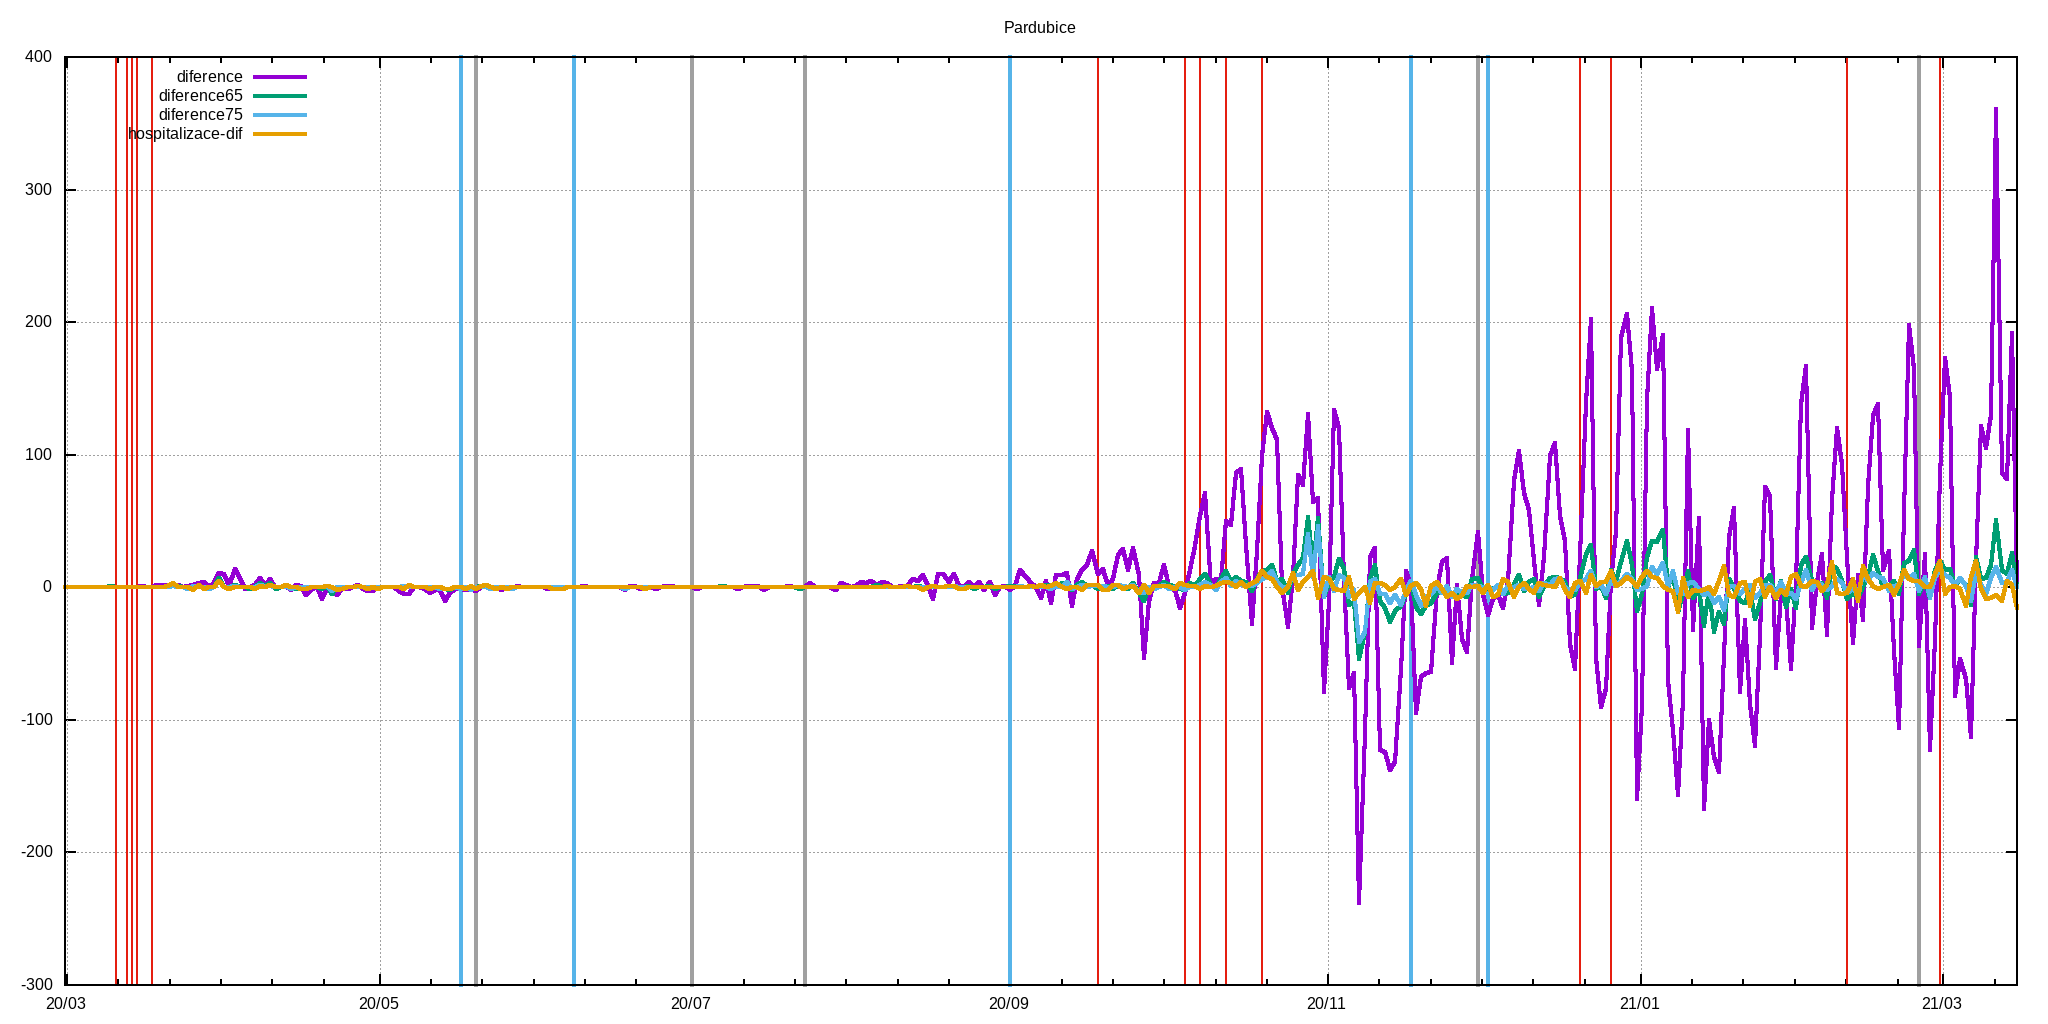 Pardubice
400
300
200
100
0
-100
-200
-300
diference
diference65
diference75
hospitalizace-dif
20/03 20/05 20/07 20/09 20/11 21/01 21/03